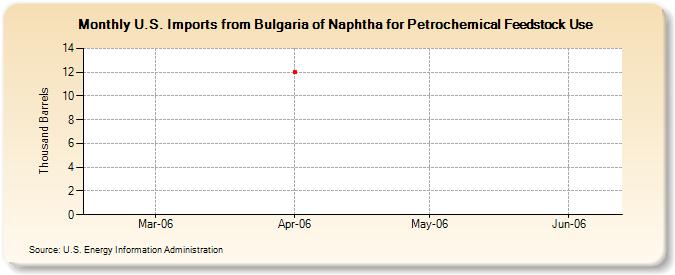 Monthly U.S. Imports from Bulgaria of Naphtha for Petrochemical Feedstock Use
Thousand Barrels
14
12
10
8
6
4
2
0
Mar-06 Apr-06 May-06 Jun-06
Source: U.S. Energy Information Administration